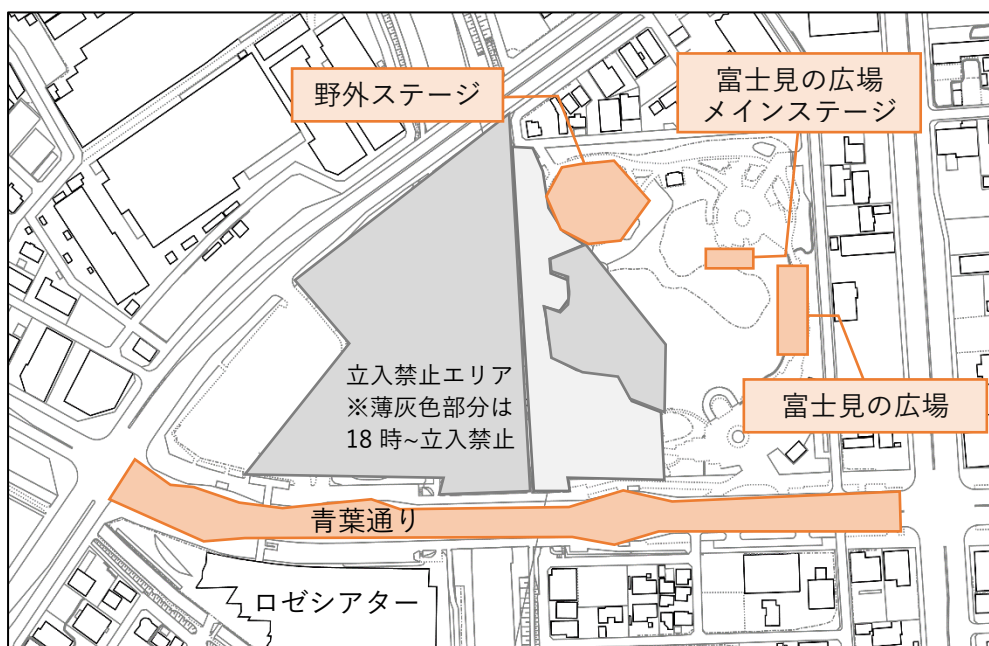 野外ステージ
富士見の広場
メインステージ
立入禁止エリア
※薄灰色部分は
18時~立入禁止
富士見の広場
青葉通り
ロゼシアター